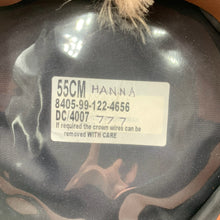 55CM HANNA
8405-99-122-4656
DC/4007 777
If required the crown wires can be
removed WITH CARE